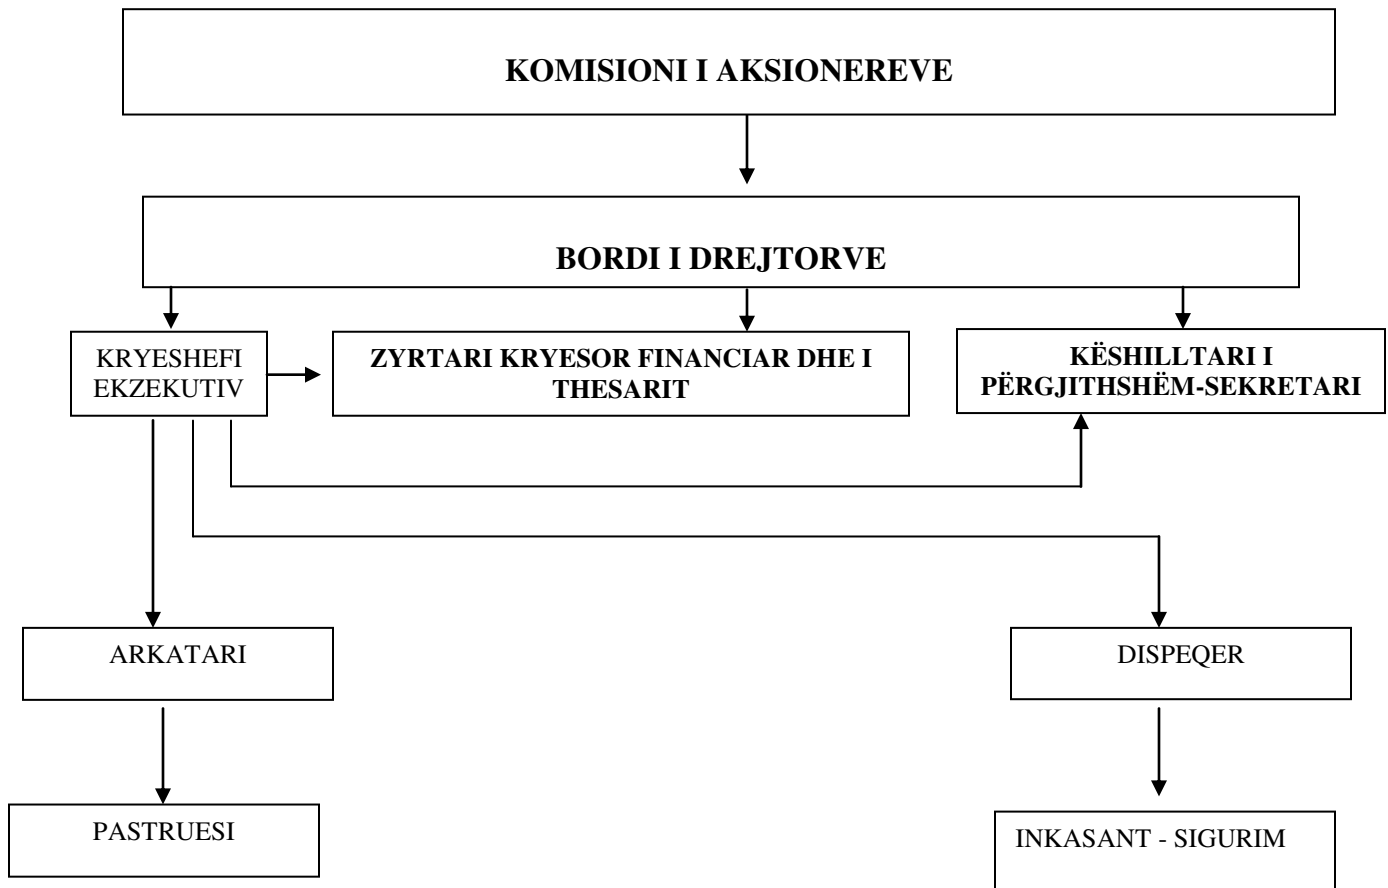 KOMISIONI I AKSIONEREVE
BORDI I DREJTORVE
KRYESHEFI
EKZEKUTIV
ZYRTARI KRYESOR FINANCIAR DHE I
THESARIT
KËSHILLTARI I
PËRGJITHSHËM-SEKRETARI
ARKATARI
DISPEQER
PASTRUESI
INKASANT - SIGURIM